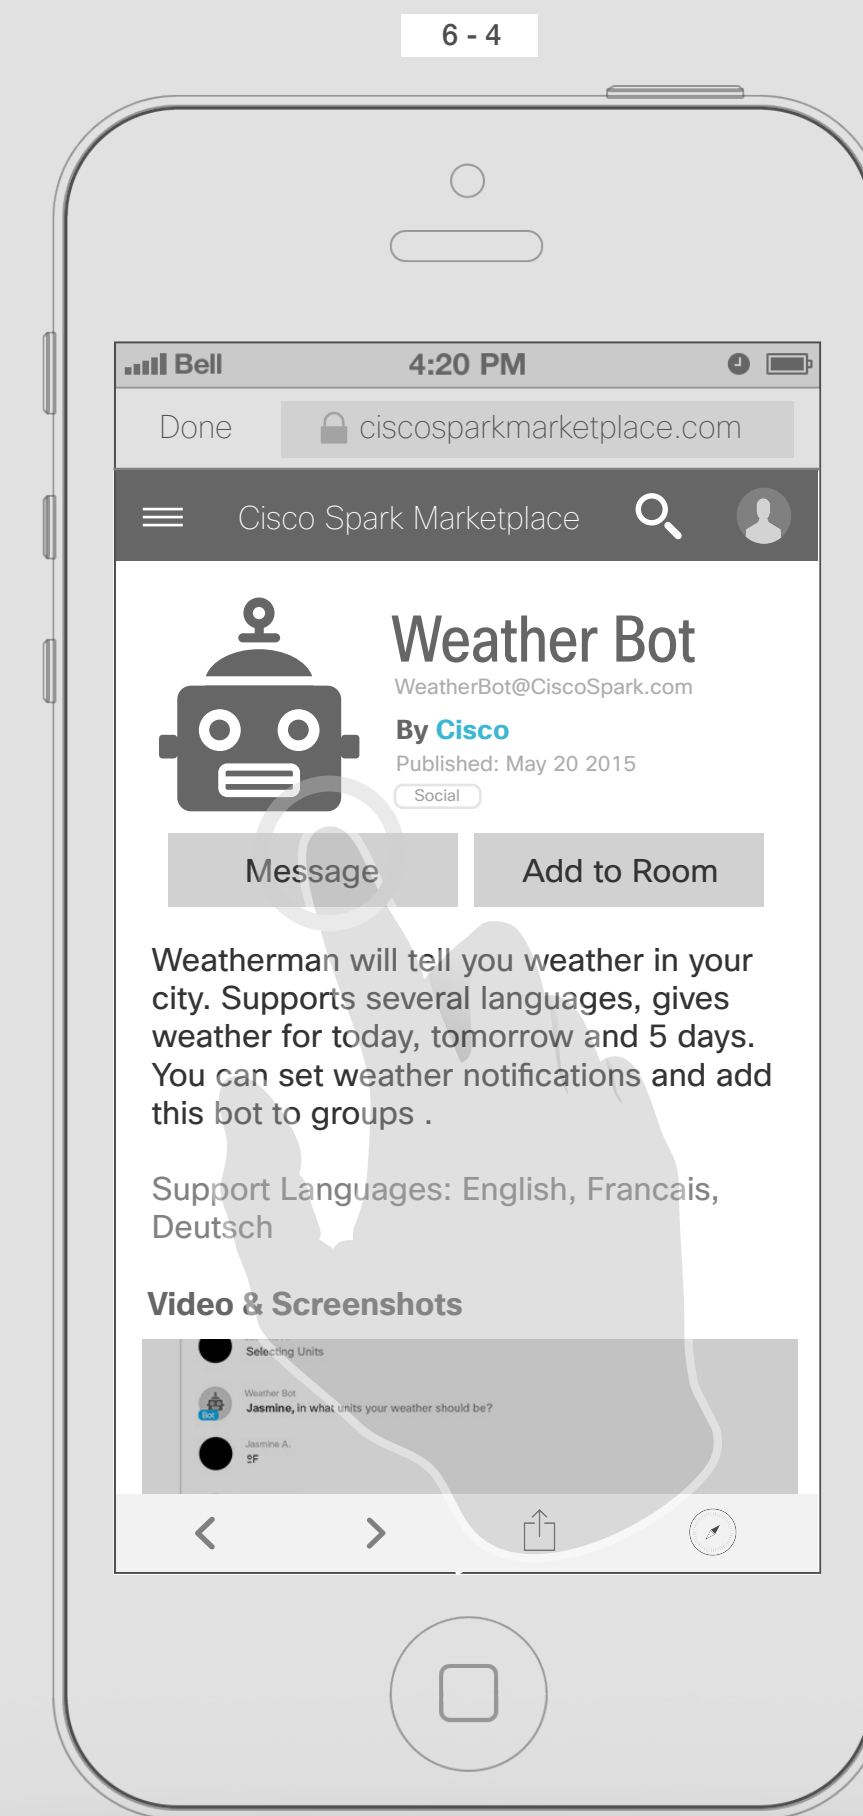 6 - 4
Bell
4:20 PM
Done
ciscosparkmarketplace.com
Cisco Spark Marketplace
Weather Bot
WeatherBot@CiscoSpark.com
By Cisco
Published: May 20 2015
Social
Message
Add to Room
Weatherman will tell you weather in your
city. Supports several languages, gives
weather for today, tomorrow and 5 days.
You can set weather notifications and add
this bot to groups .
Support Languages: English, Francais,
Deutsch
Video & Screenshots
Selecting Units
Weather Bot
Jasmine, in what units your weather should be?
Bot
Jasmine A.
ºF